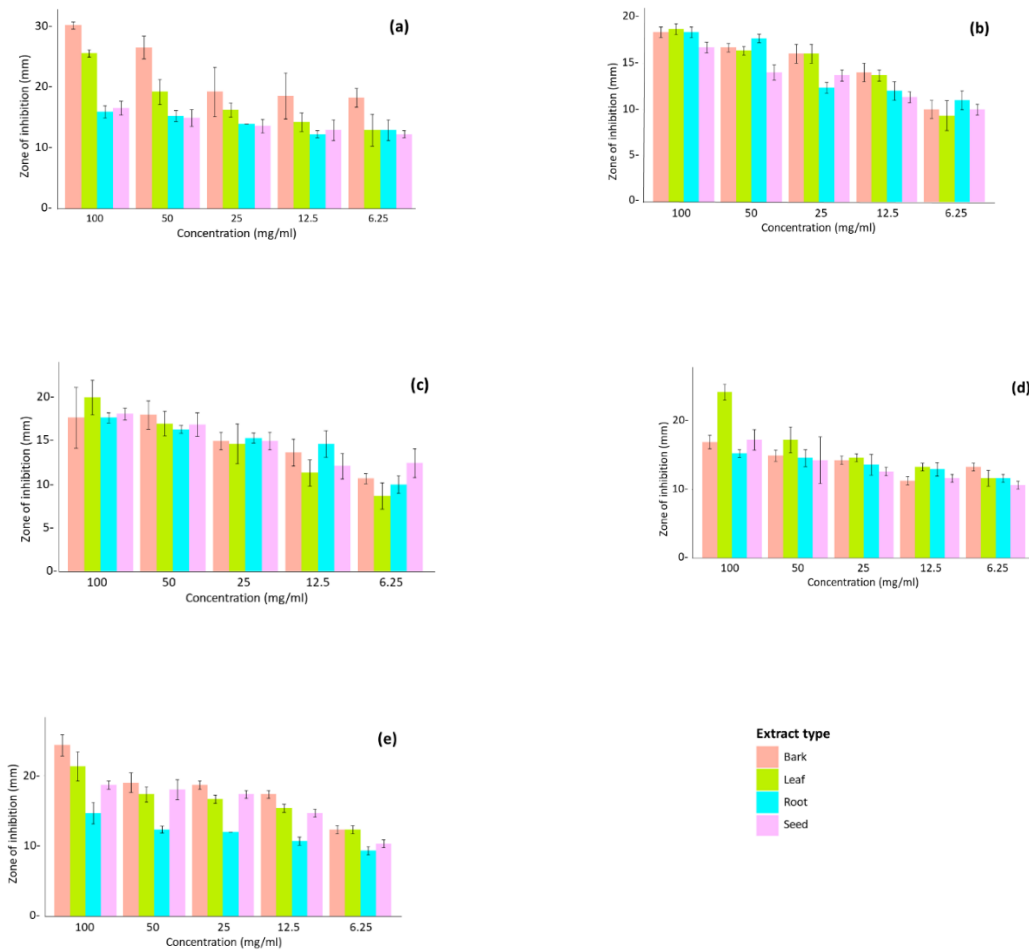 (a)
Zone of inhibition (mm)
30-
20-
10-
0-
100 50 25 12.5 6.25
Concentration (mg/ml)
(b)
Zone of inhibition (mm)
20-
15-
10-
5-
0-
100 50 25 12.5 6.25
Concentration (mg/ml)
(c)
Zone of inhibition (mm)
20-
15-
10-
5-
0-
100 50 25 12.5 6.25
Concentration (mg/ml)
(d)
Zone of inhibition (mm)
20-
10-
0-
100 50 25 12.5 6.25
Concentration (mg/ml)
(e)
Zone of inhibition (mm)
20-
10-
0-
100 50 25 12.5 6.25
Concentration (mg/ml)
Extract type
Bark
Leaf
Root
Seed